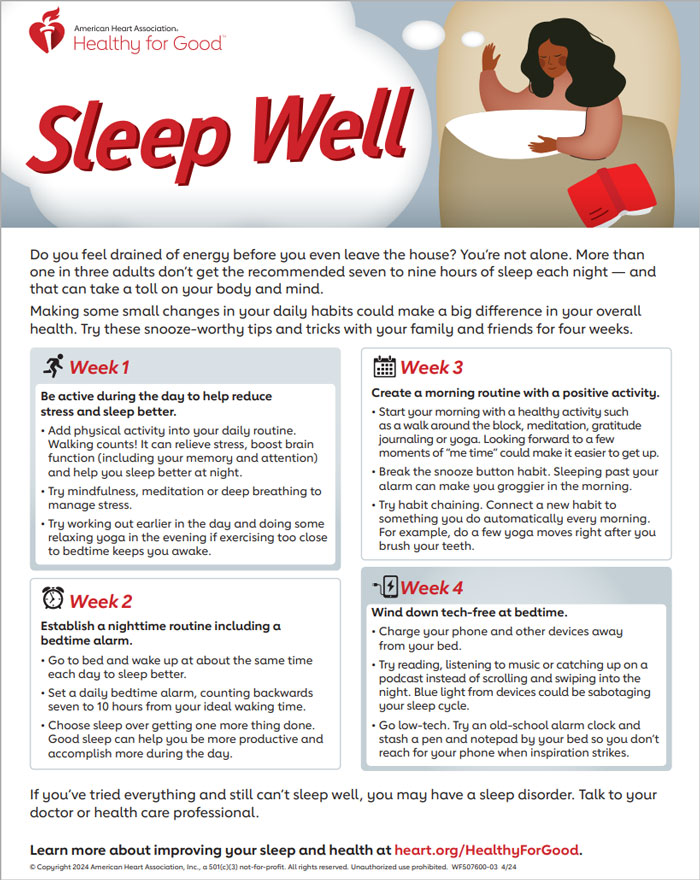 American Heart Association®
Healthy for Good™
Sleep Well
Do you feel drained of energy before you even leave the house? You’re not alone. More than
one in three adults don’t get the recommended seven to nine hours of sleep each night — and
that can take a toll on your body and mind.
Making some small changes in your daily habits could make a big difference in your overall
health. Try these snooze-worthy tips and tricks with your family and friends for four weeks.
Week 1
Be active during the day to help reduce
stress and sleep better.
• Add physical activity into your daily routine.
Walking counts! It can relieve stress, boost brain
function (including your memory and attention)
and help you sleep better at night.
• Try mindfulness, meditation or deep breathing to
manage stress.
• Try working out earlier in the day and doing some
relaxing yoga in the evening if exercising too close
to bedtime keeps you awake.
Week 2
Establish a nighttime routine including a
bedtime alarm.
• Go to bed and wake up at about the same time
each day to sleep better.
• Set a daily bedtime alarm, counting backwards
seven to 10 hours from your ideal waking time.
• Choose sleep over getting one more thing done.
Good sleep can help you be more productive and
accomplish more during the day.
Week 3
Create a morning routine with a positive activity.
• Start your morning with a healthy activity such
as a walk around the block, meditation, gratitude
journaling or yoga. Looking forward to a few
moments of “me time” could make it easier to get up.
• Break the snooze button habit. Sleeping past your
alarm can make you groggier in the morning.
• Try habit chaining. Connect a new habit to
something you do automatically every morning.
For example, do a few yoga moves right after you
brush your teeth.
Week 4
Wind down tech-free at bedtime.
• Charge your phone and other devices away
from your bed.
• Try reading, listening to music or catching up on a
podcast instead of scrolling and swiping into the
night. Blue light from devices could be sabotaging
your sleep cycle.
• Go low-tech. Try an old-school alarm clock and
stash a pen and notepad by your bed so you don’t
reach for your phone when inspiration strikes.
If you’ve tried everything and still can’t sleep well, you may have a sleep disorder. Talk to your
doctor or health care professional.
Learn more about improving your sleep and health at heart.org/HealthyForGood.
© Copyright 2024 American Heart Association, Inc., a 501(c)(3) not-for-profit. All rights reserved. Unauthorized use prohibited. WF507600-03 4/24